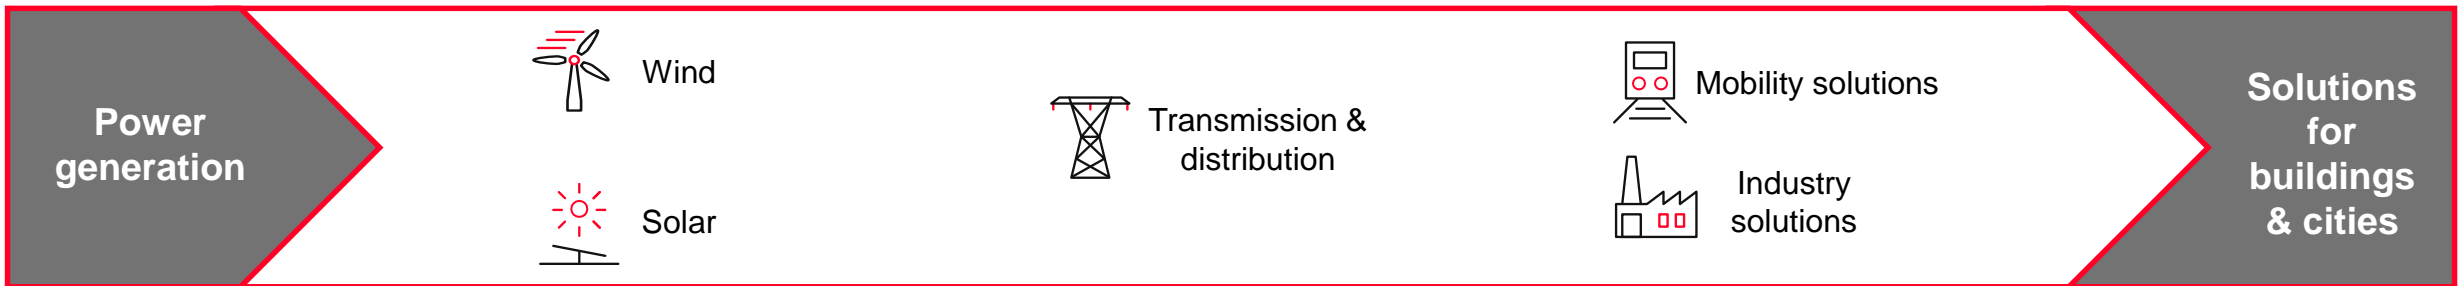 Power
generation
Wind
Solar
Transmission &
distribution
Mobility solutions
Industry
solutions
Solutions
for
buildings
& cities